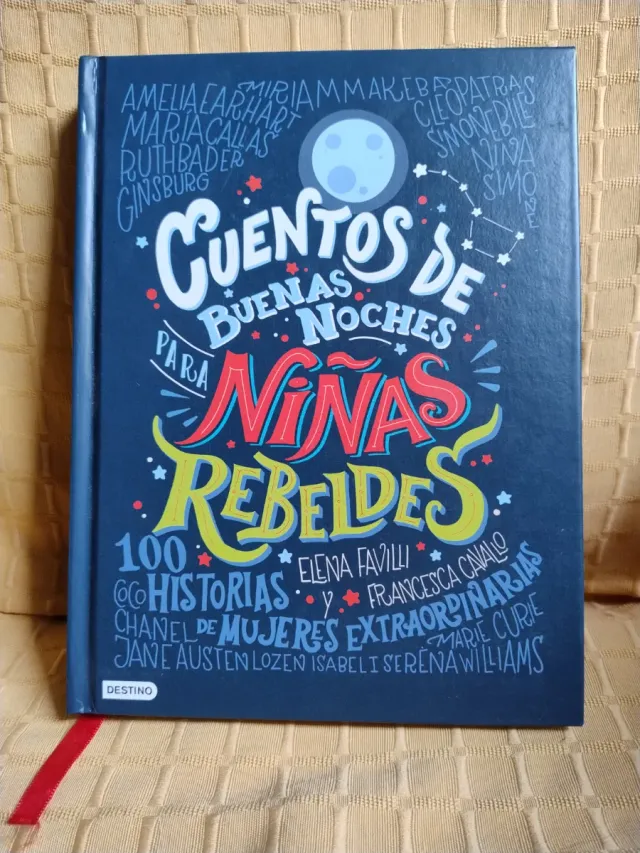 AMELIA EARHART
MIRIAM MAKEBA
CLEOPATRAS
MARIA CALLAS
SIMONE BILE
RUTH BADER
GINSBURG
NINA
SIMONE
CUENTOS DE
BUENAS NOCHES
PARA
NIÑAS
REBELDES
100
ELENA FAVILLI
Y FRANCESCA CAVALLO
COCO HISTORIAS
CHANEL DE MUJERES EXTRAORDINARIAS
MARIE CURIE
JANE AUSTEN LOZEN ISABEL I SERENA WILLIAMS
DESTINO